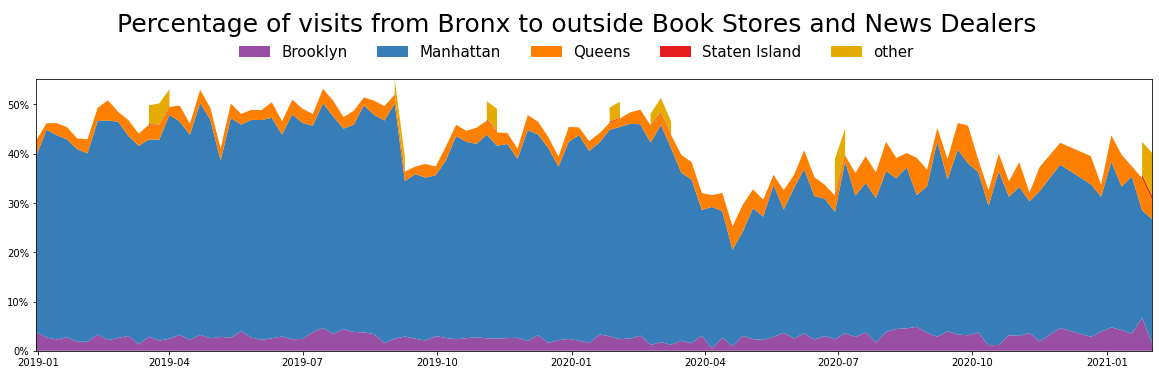 Percentage of visits from Bronx to outside Book Stores and News Dealers
Brooklyn Manhattan Queens Staten Island other
50%
40%
30%
20%
10%
0%
2019-01 2019-04 2019-07 2019-10 2020-01 2020-04 2020-07 2020-10 2021-01